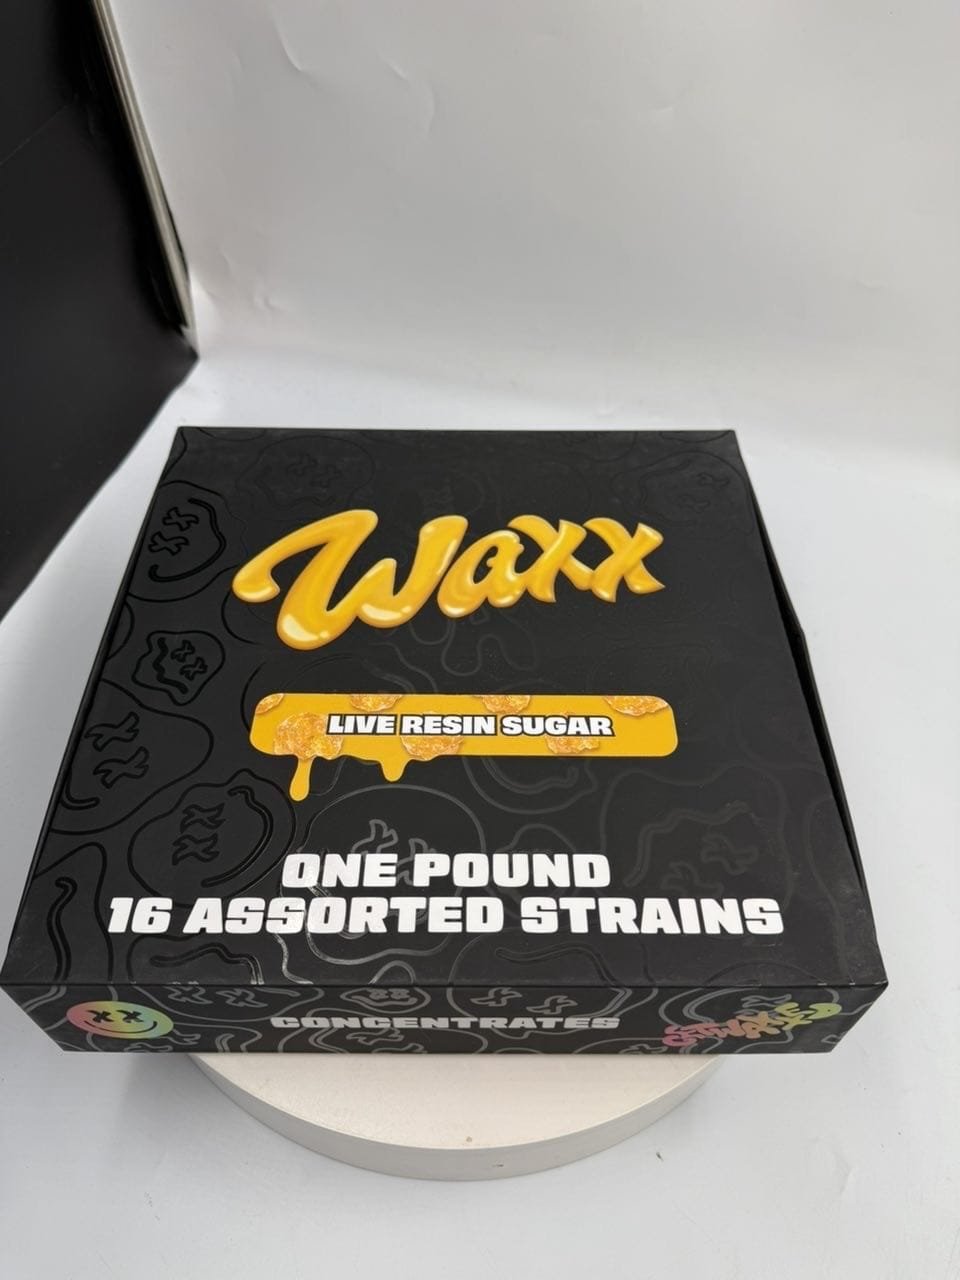 Waxx
LIVE RESIN SUGAR
ONE POUND
16 ASSORTED STRAINS
CONCENTRATES